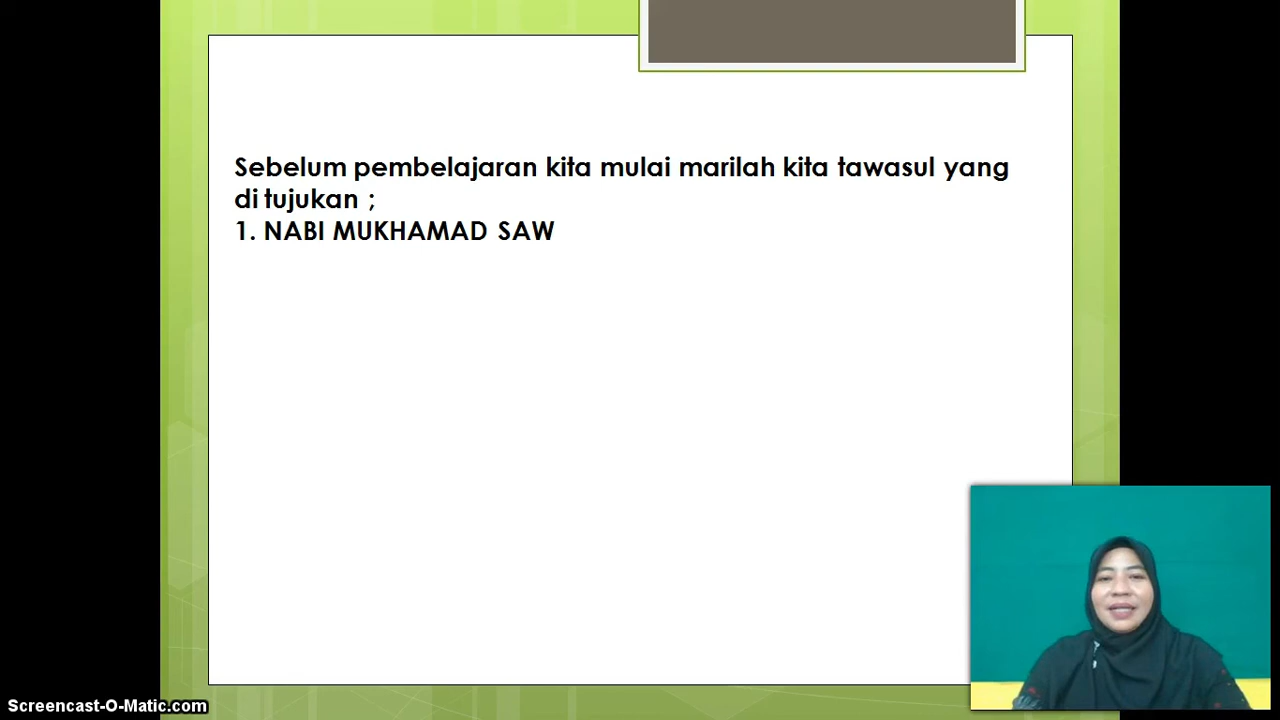 Sebelum pembelajaran kita mulai marilah kita tawasul yang
di tujukan ;
1. NABI MUKHAMAD SAW
Screencast-O-Matic.com